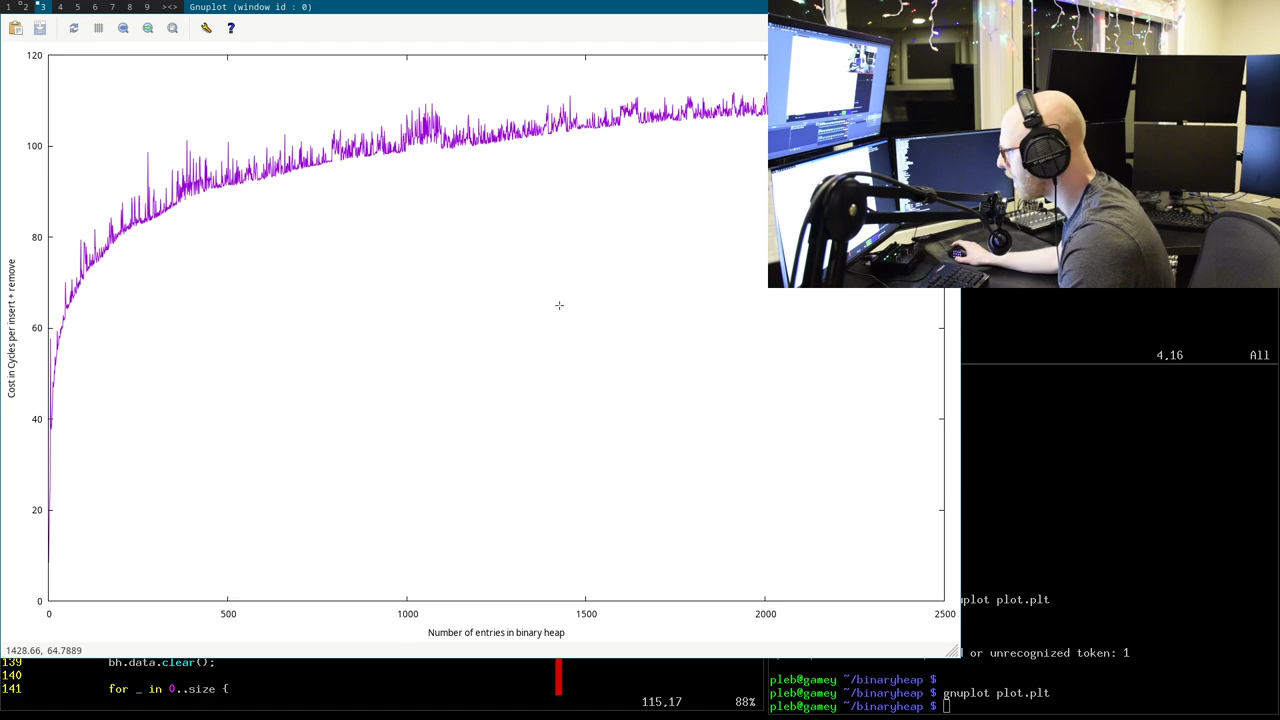 1 2 3 4 5 6 7 8 9 ><> Gnuplot (window id : 0)
120
100
80
60
40
20
0
Cost in Cycles per insert + remove
0 500 1000 1500 2000 2500
Number of entries in binary heap
1428.66, 64.7889
139 bh.data.clear();
140
141 for _ in 0..size {
115,17 88%
4.16 All
plot plot.plt
or unrecognized token: 1
pleb@gamey ~/binaryheap $
pleb@gamey ~/binaryheap $ gnuplot plot.plt
pleb@gamey ~/binaryheap $